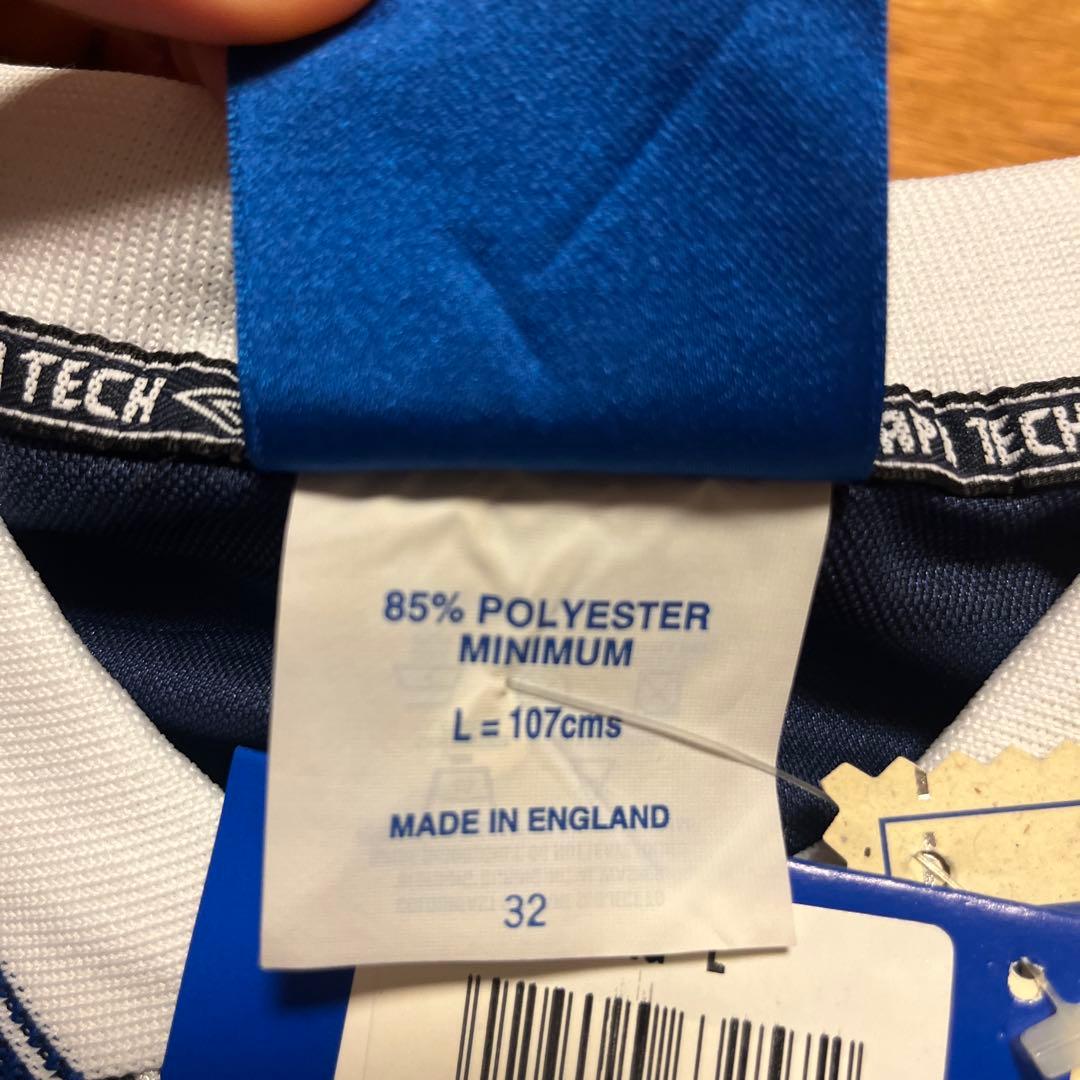 TECH
TECH
85% POLYESTER
MINIMUM
L = 107cms
MADE IN ENGLAND
32
L